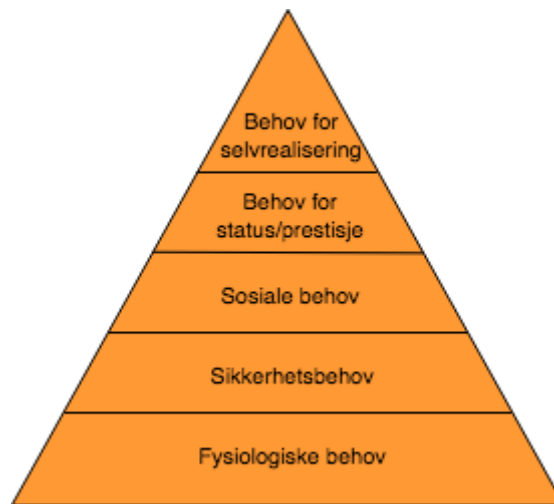 Behov for
selvrealisering
Behov for
status/prestisje
Sosiale behov
Sikkerhetsbehov
Fysiologiske behov